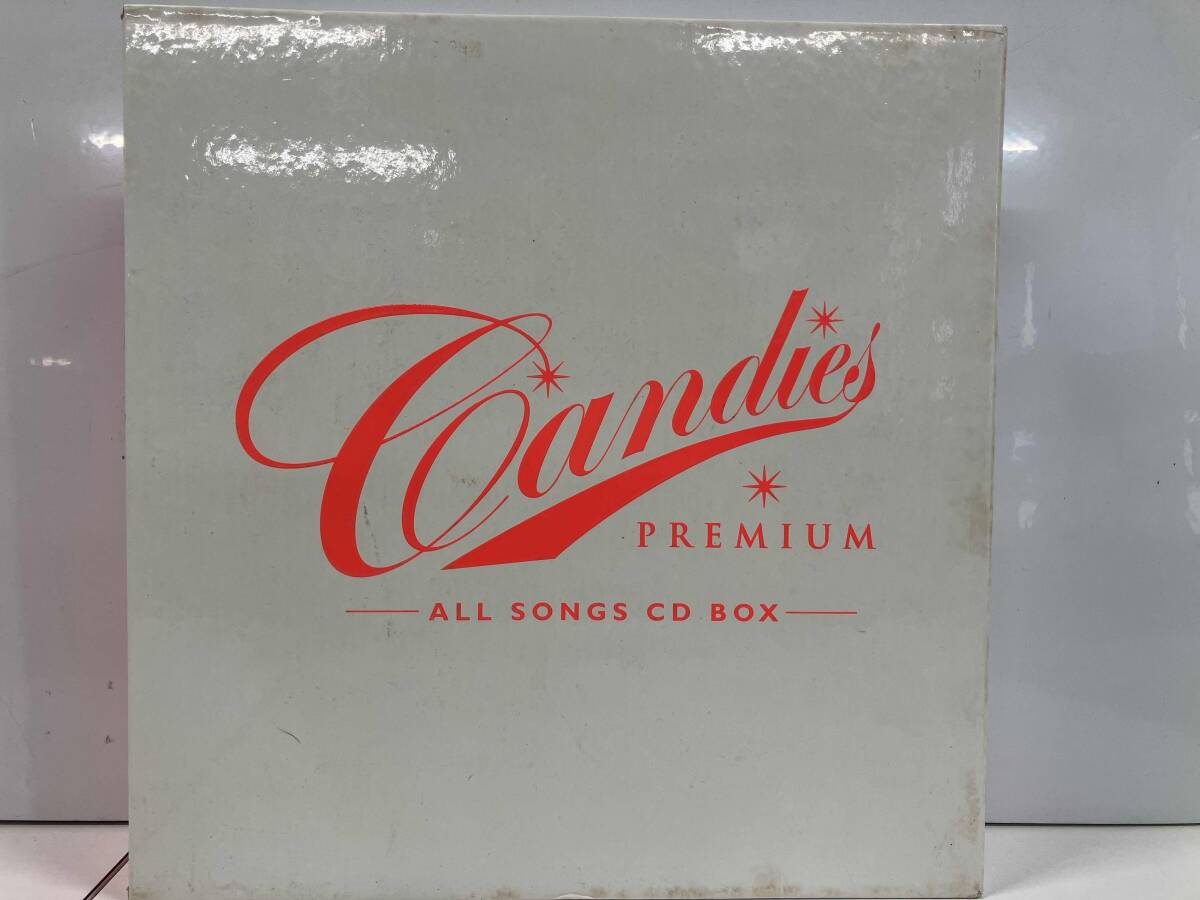 Candies
PREMIUM
ALL SONGS CD BOX